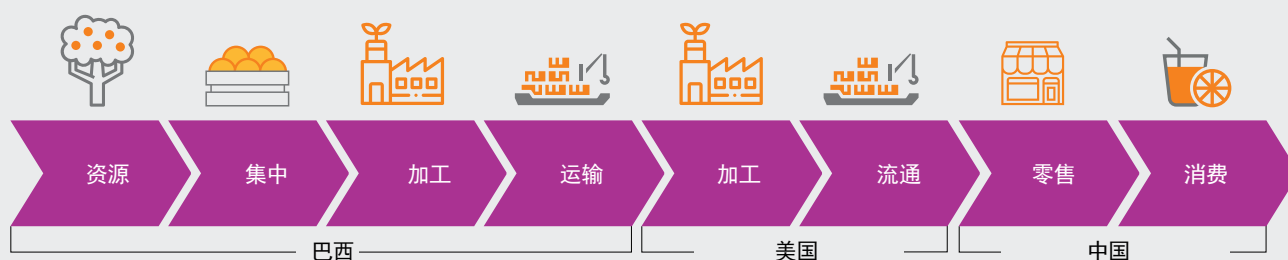 资源 集中 加工 运输 加工 流通 零售 消费
巴西 美国 中国